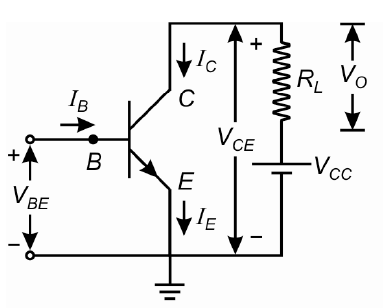 +
I_C
R_L
V_O
I_B
C
V_CE
B
+
E
V_CC
V_BE
I_E
−
−